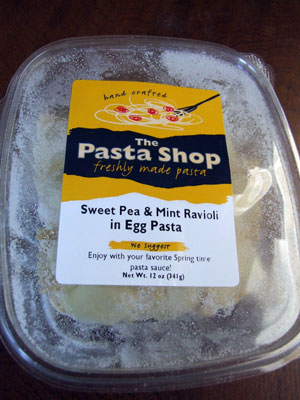 hand crafted
The
Pasta Shop
freshly made pasta
Sweet Pea & Mint Ravioli
in Egg Pasta
We Suggest
Enjoy with your favorite Spring time
pasta sauce!
Net Wt. 12 oz (341g)